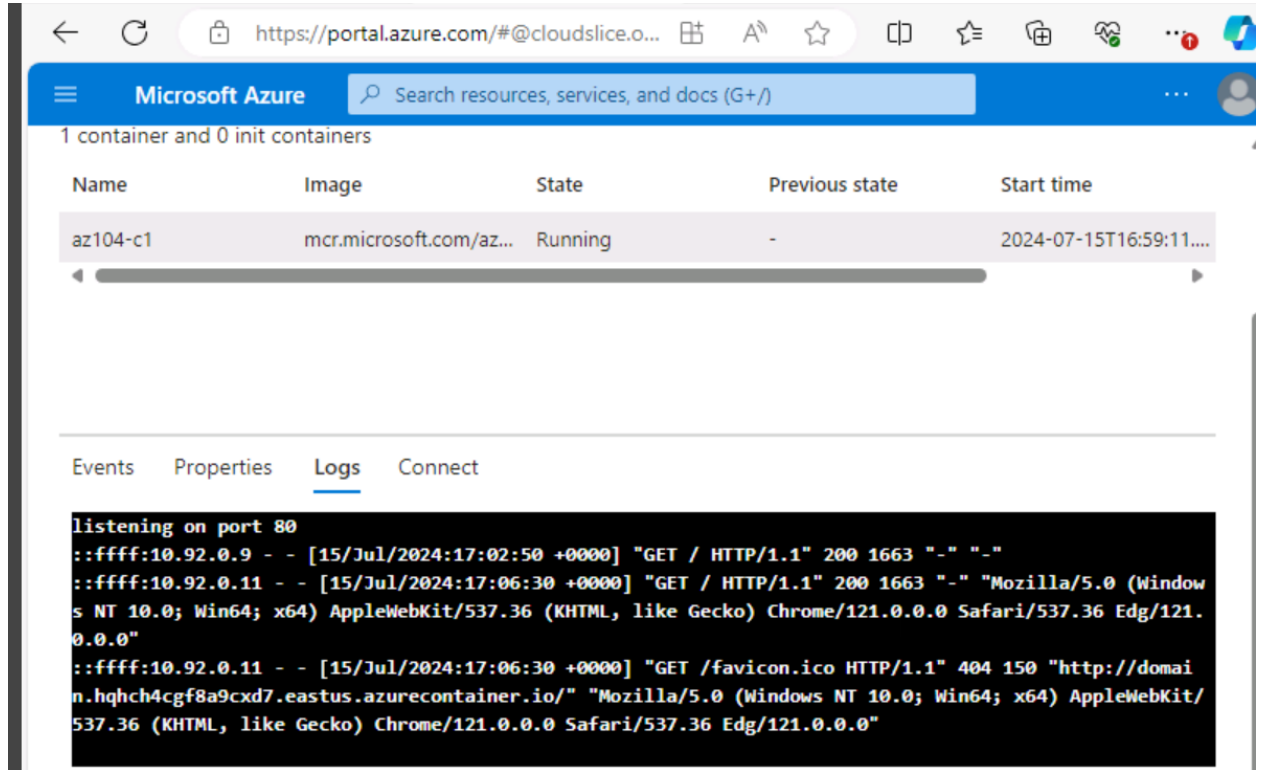 https://portal.azure.com/#@cloudslice.o...
Microsoft Azure
Search resources, services, and docs (G+/)
1 container and 0 init containers
Name Image State Previous state Start time
az104-c1 mcr.microsoft.com/az... Running - 2024-07-15T16:59:11....
Events Properties Logs Connect
listening on port 80
::ffff:10.92.0.9 - - [15/Jul/2024:17:02:50 +0000] "GET / HTTP/1.1" 200 1663 "-" "-"
::ffff:10.92.0.11 - - [15/Jul/2024:17:06:30 +0000] "GET / HTTP/1.1" 200 1663 "-" "Mozilla/5.0 (Window
s NT 10.0; Win64; x64) AppleWebKit/537.36 (KHTML, like Gecko) Chrome/121.0.0.0 Safari/537.36 Edg/121.
0.0.0"
::ffff:10.92.0.11 - - [15/Jul/2024:17:06:30 +0000] "GET /favicon.ico HTTP/1.1" 404 150 "http://domai
n.hqhch4cgf8a9cxd7.eastus.azurecontainer.io/" "Mozilla/5.0 (Windows NT 10.0; Win64; x64) AppleWebKit/
537.36 (KHTML, like Gecko) Chrome/121.0.0.0 Safari/537.36 Edg/121.0.0.0"